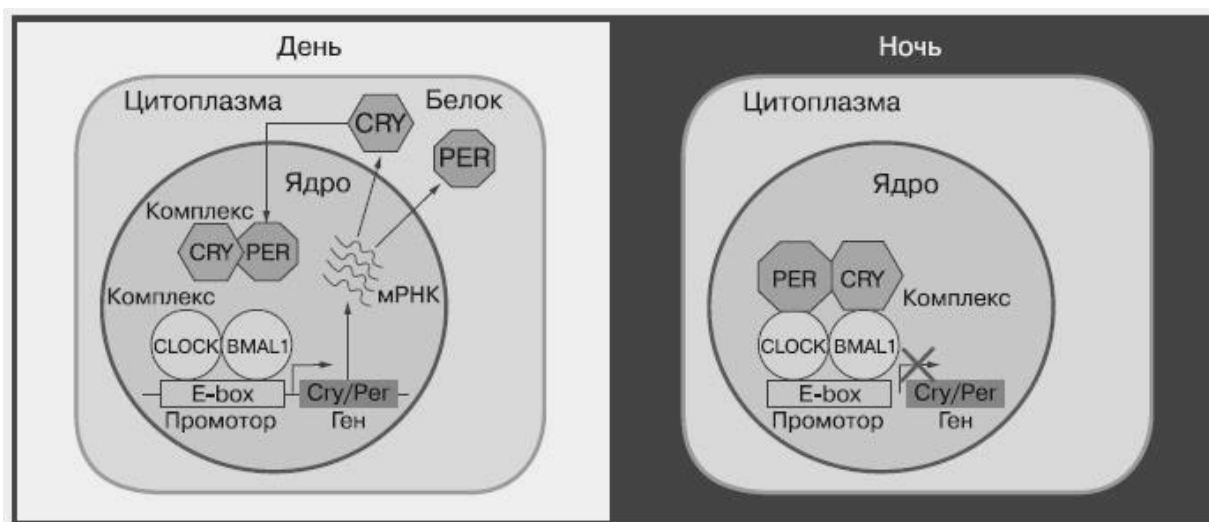 День
Цитоплазма
Белок
CRY
PER
Ядро
Комплекс
CRY PER
мРНК
Комплекс
CLOCK BMAL1
E-box
Cry/Per
Промотор
Ген
Ночь
Цитоплазма
Ядро
PER CRY
Комплекс
CLOCK BMAL1
E-box
Cry/Per
Промотор
Ген